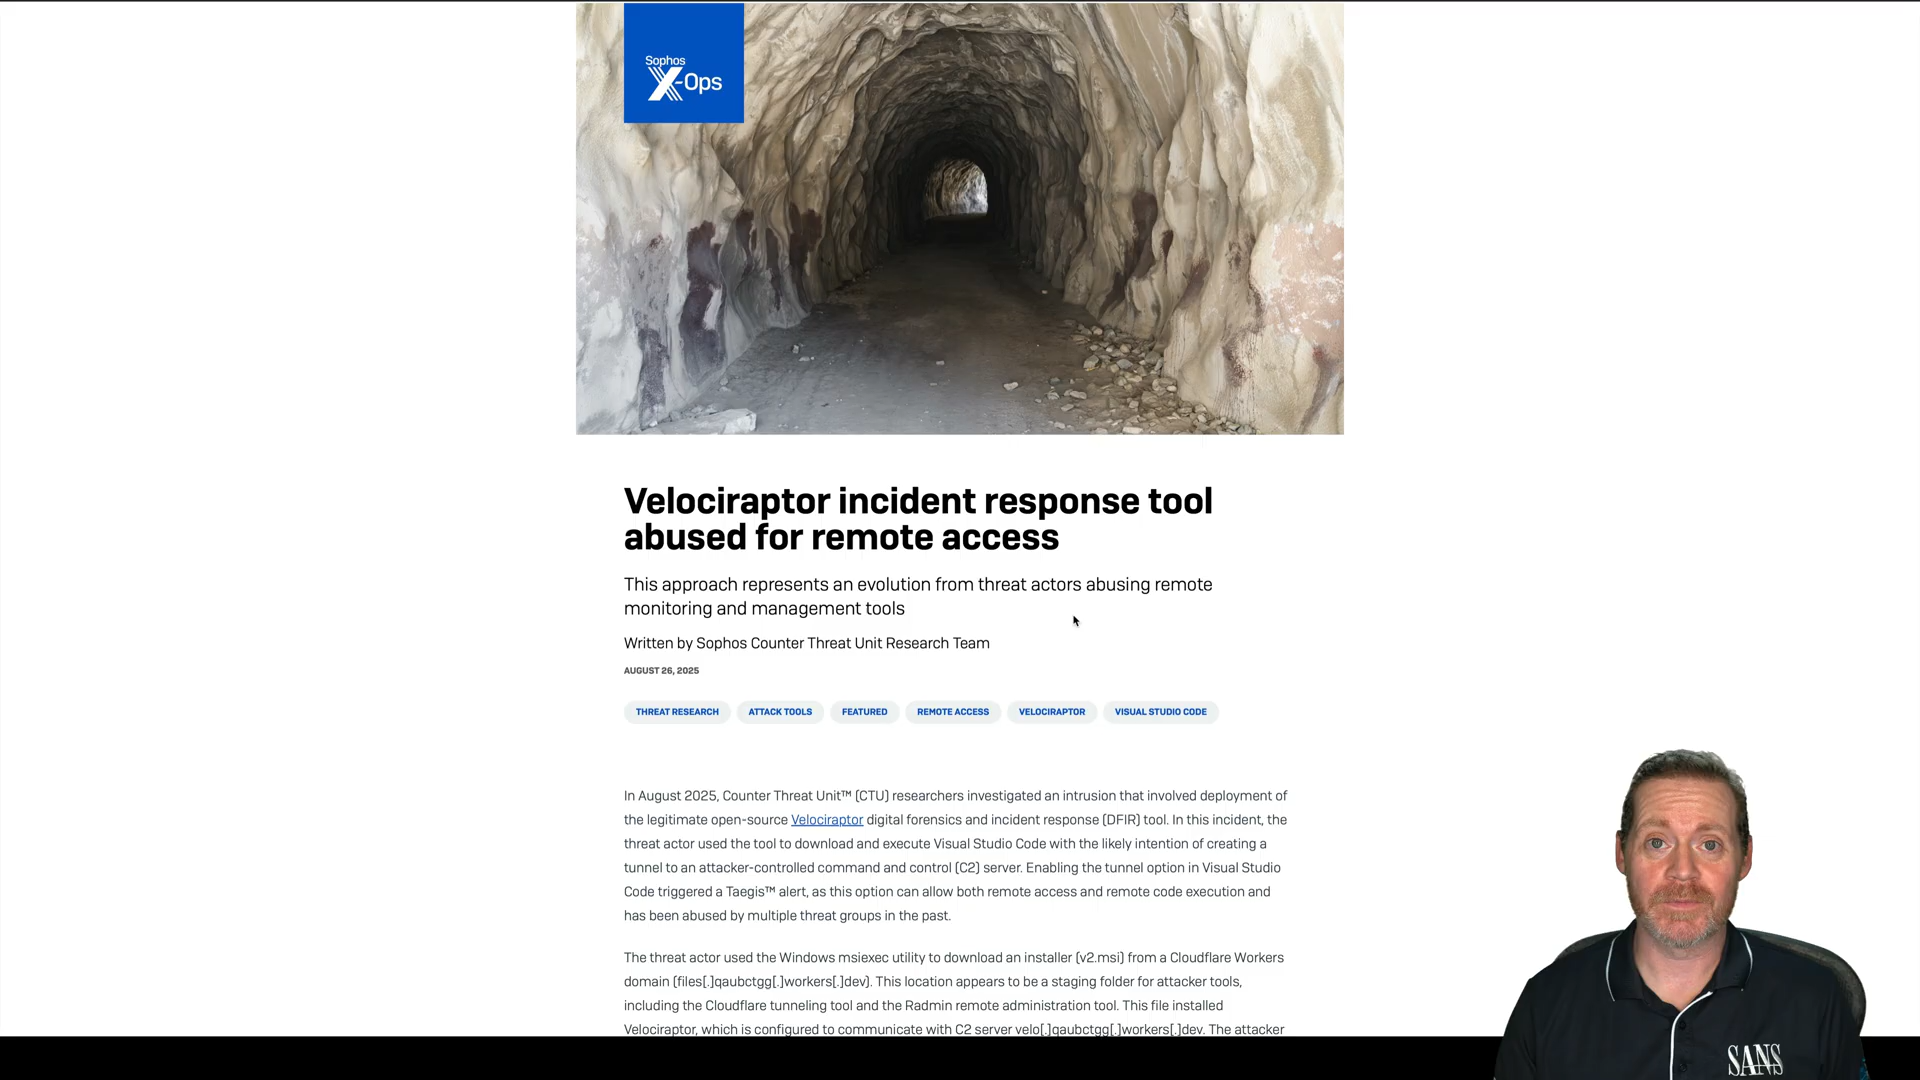 Sophos
X-Ops
Velociraptor incident response tool
abused for remote access
This approach represents an evolution from threat actors abusing remote
monitoring and management tools
Written by Sophos Counter Threat Unit Research Team
AUGUST 26, 2025
THREAT RESEARCH ATTACK TOOLS FEATURED REMOTE ACCESS VELOCIRAPTOR VISUAL STUDIO CODE
In August 2025, Counter Threat Unit™ (CTU) researchers investigated an intrusion that involved deployment of
the legitimate open-source Velociraptor digital forensics and incident response (DFIR) tool. In this incident, the
threat actor used the tool to download and execute Visual Studio Code with the likely intention of creating a
tunnel to an attacker-controlled command and control (C2) server. Enabling the tunnel option in Visual Studio
Code triggered a Taegis™ alert, as this option can allow both remote access and remote code execution and
has been abused by multiple threat groups in the past.
The threat actor used the Windows msiexec utility to download an installer (v2.msi) from a Cloudflare Workers
domain (files[.]qaubctgg[.]workers[.]dev). This location appears to be a staging folder for attacker tools,
including the Cloudflare tunneling tool and the Radmin remote administration tool. This file installed
Velociraptor, which is configured to communicate with C2 server velo[.]qaubctgg[.]workers[.]dev. The attacker
SANS